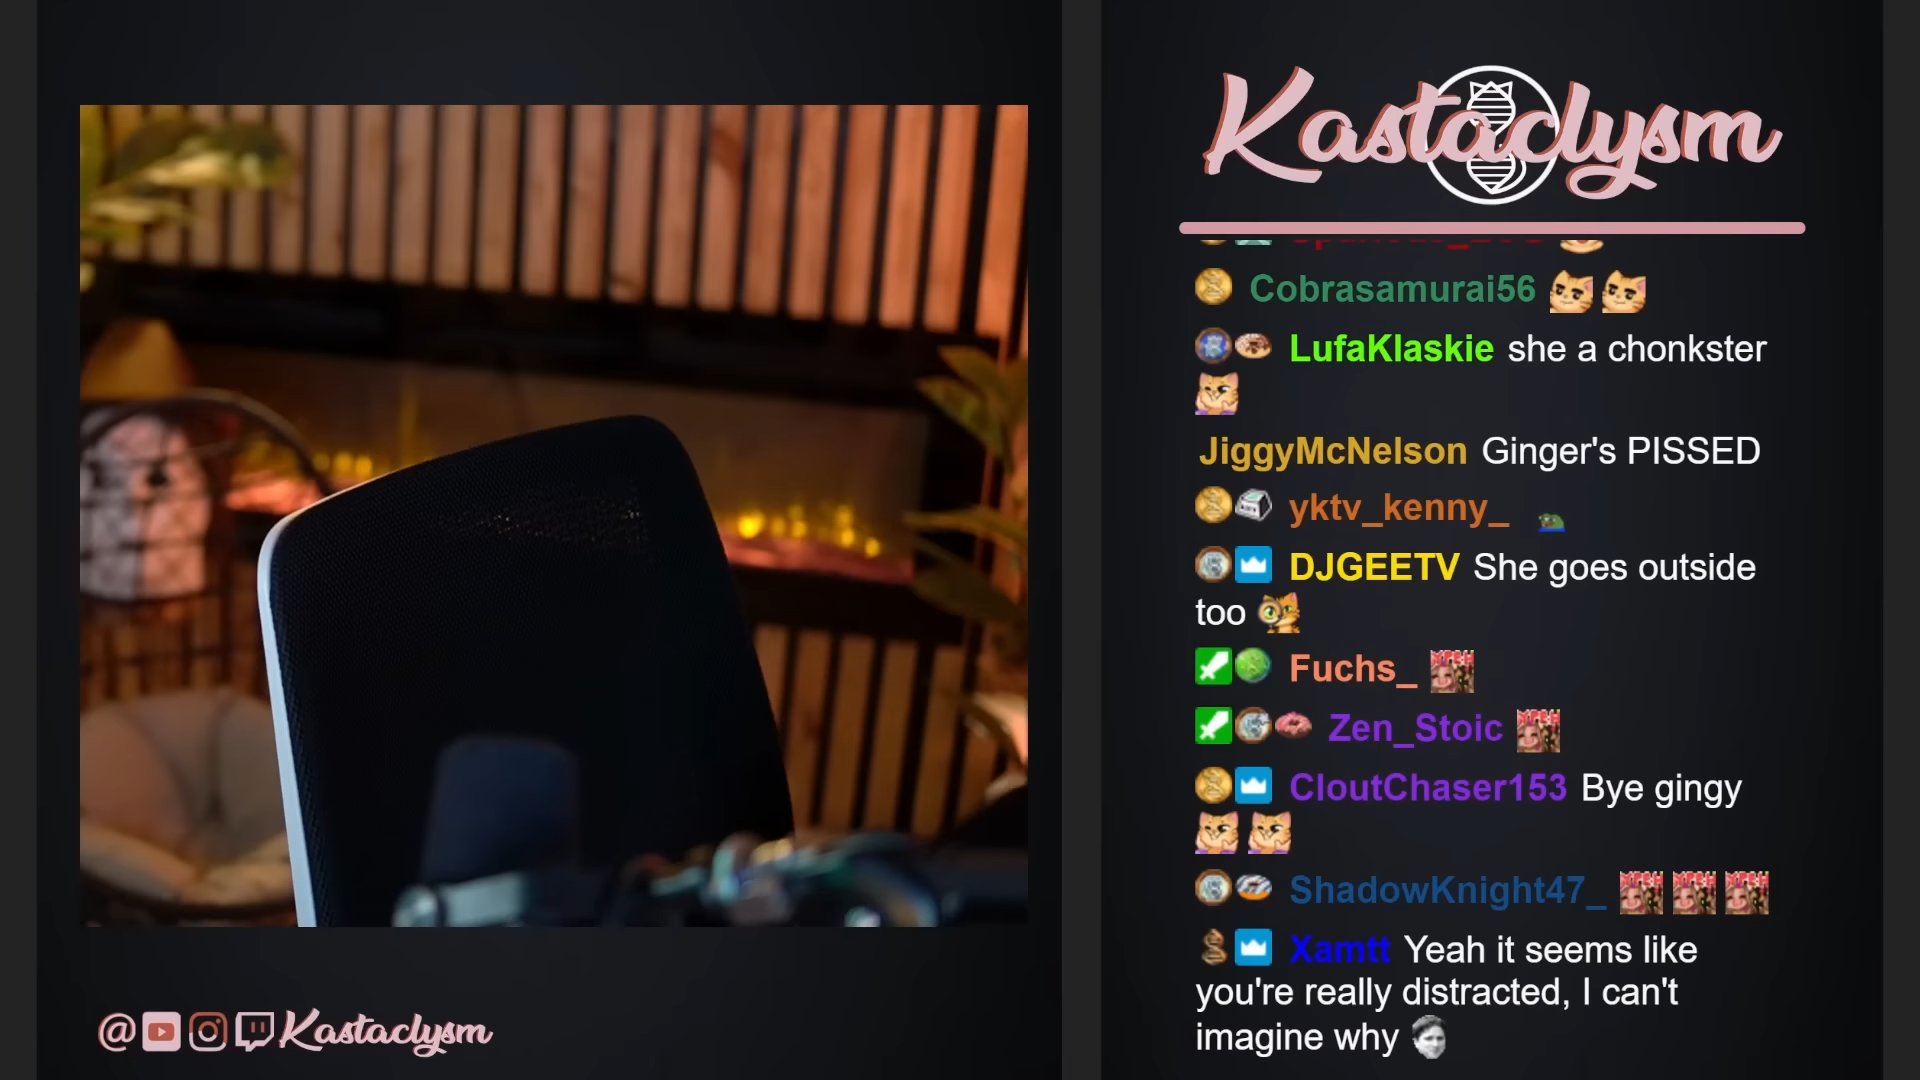 Kastaclysm
Cobrasamurai56
LufaKlaskie she a chonkster
JiggyMcNelson Ginger's PISSED
yktv_kenny_
DJGEETV She goes outside
too
Fuchs_
Zen_Stoic
CloutChaser153 Bye gingy
ShadowKnight47_
Xamtt Yeah it seems like
you're really distracted, I can't
imagine why
@ Kastaclysm